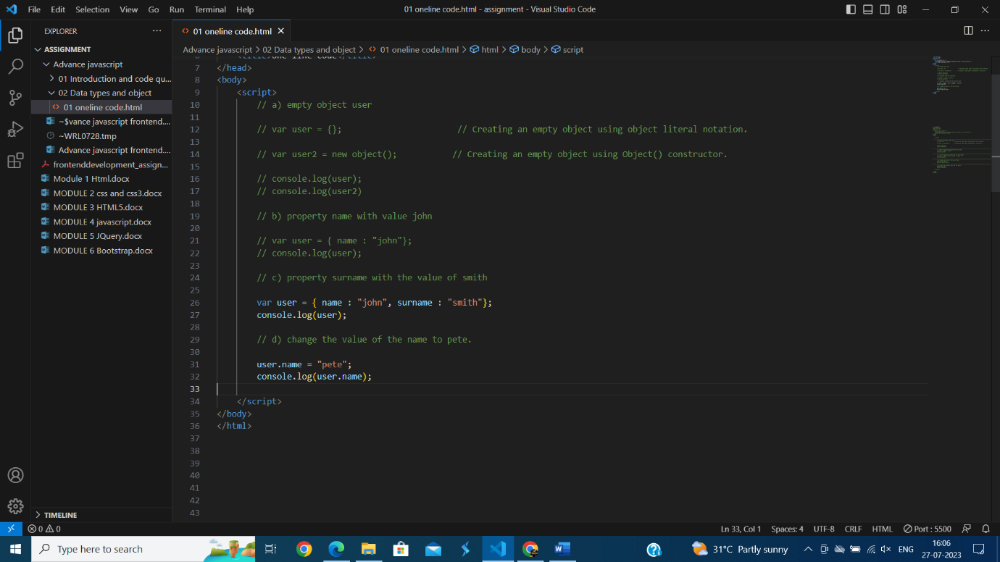 File Edit Selection View Go Run Terminal Help
01 oneline code.html - assignment - Visual Studio Code
EXPLORER
ASSIGNMENT
Advance javascript
01 Introduction and code qu...
02 Data types and object
01 oneline code.html
~$vance javascript frontend....
~WRL0728.tmp
Advance javascript frontend....
frontenddevelopment_assign...
Module 1 Html.docx
MODULE 2 css and css3.docx
MODULE 3 HTML5.docx
MODULE 4 javascript.docx
MODULE 5 JQuery.docx
MODULE 6 Bootstrap.docx
TIMELINE
01 oneline code.html
Advance javascript > 02 Data types and object > 01 oneline code.html > html > body > script
6 <title>one line code</title>
7 </head>
8 <body>
9 <script>
10 // a) empty object user
11
12 // var user = {}; // Creating an empty object using object literal notation.
13
14 // var user2 = new object(); // Creating an empty object using Object() constructor.
15
16 // console.log(user);
17 // console.log(user2)
18
19 // b) property name with value john
20
21 // var user = { name : "john"};
22 // console.log(user);
23
24 // c) property surname with the value of smith
25
26 var user = { name : "john", surname : "smith"};
27 console.log(user);
28
29 // d) change the value of the name to pete.
30
31 user.name = "pete";
32 console.log(user.name);
33
34 </script>
35 </body>
36 </html>
37
38
39
40
41
42
43
0 0
Ln 33, Col 1 Spaces: 4 UTF-8 CRLF HTML Port : 5500
Type here to search
31°C Partly sunny
ENG
16:06
27-07-2023